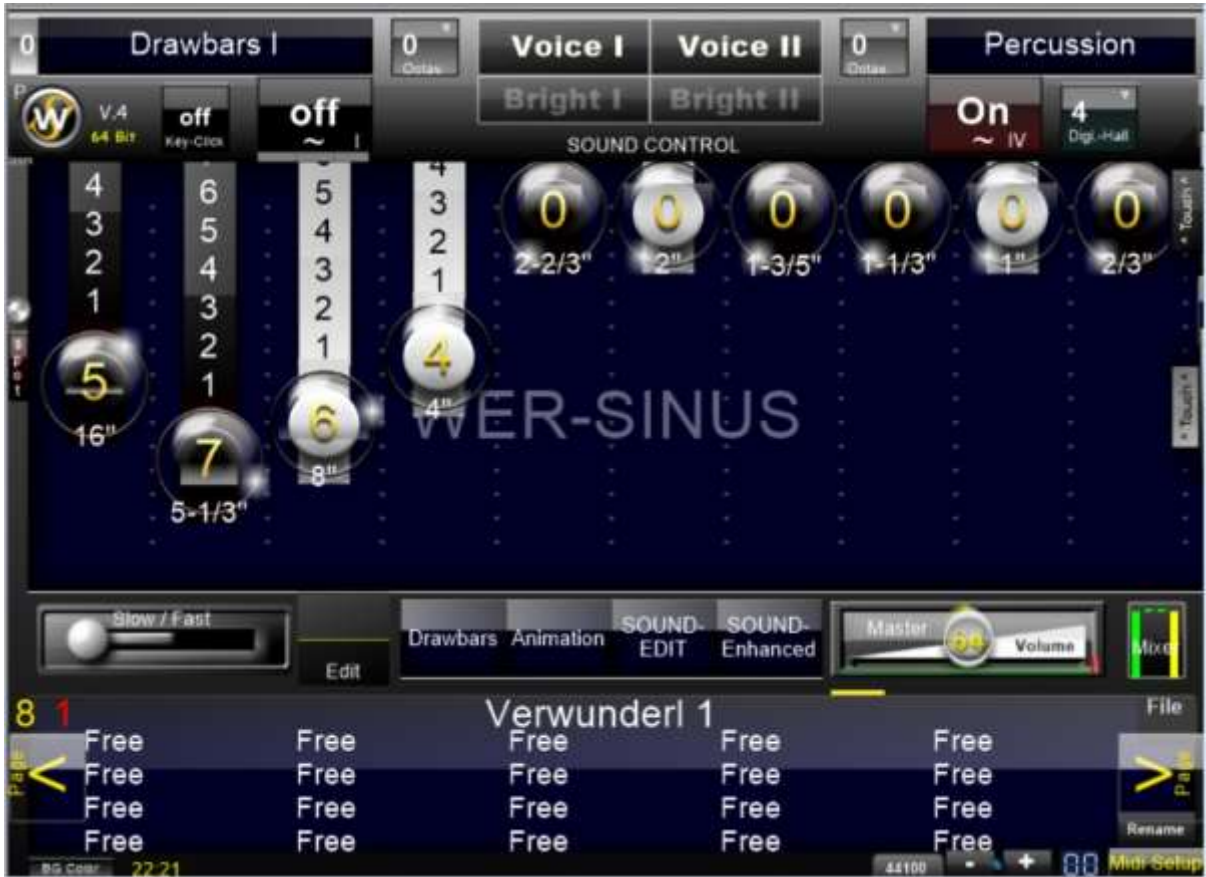 0 Drawbars I 0 Voice I Voice II 0 Percussion
Octav. Octav.
Bright I Bright II
W V.4 off off On 4
64 Bit Key-Click ~ I ~ IV Digi.-Hall
SOUND CONTROL
4 6 5 4 0 0 0 0 0 0
3 5 4 3
2 4 3 2 2-2/3" 2" 1-3/5" 1-1/3" 1" 2/3"
1 3 2 1
2 1
5 1 4
16" 6 4"
7 8"
5-1/3"
^ Touch ^
^ Touch ^
WER-SINUS
Slow / Fast
Edit
Drawbars Animation SOUND-EDIT SOUND-Enhanced
Master Volume
Mixer
8 1 Verwunderl 1 File
Free Free Free Free Free
Free Free Free Free Free
Free Free Free Free Free
Free Free Free Free Free
Page < > Page
Rename
22:21 44100 - + Midi Setup